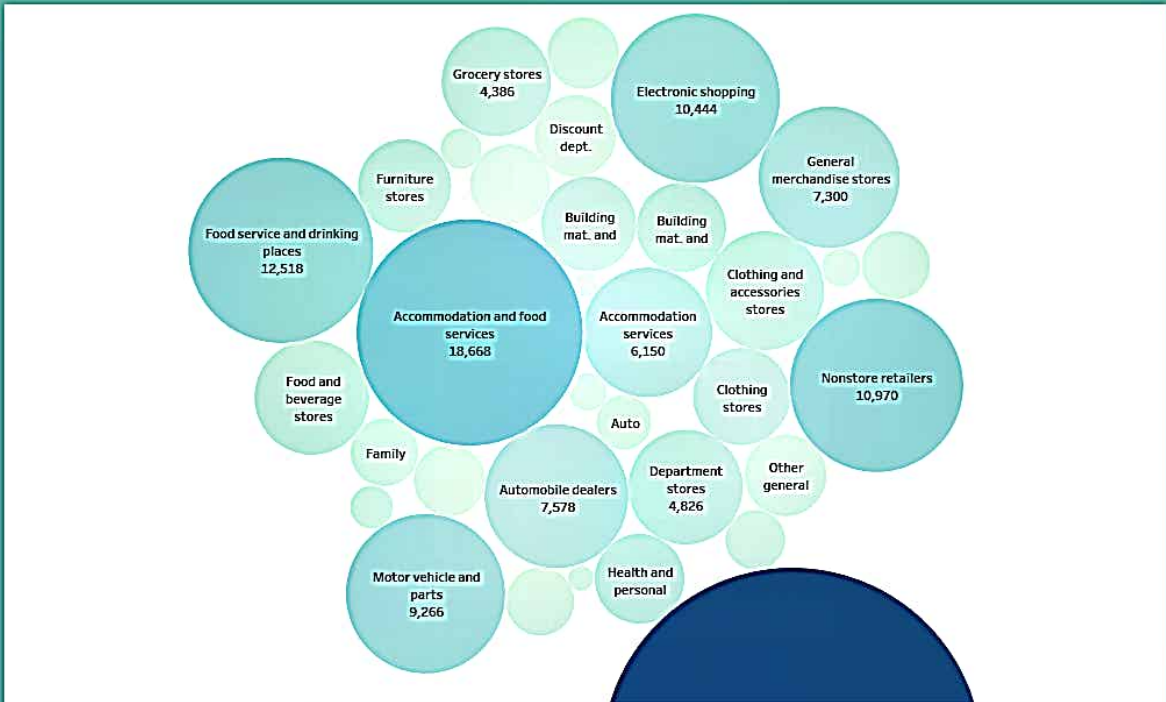 Grocery stores
4,386
Electronic shopping
10,444
Discount
dept.
General
merchandise stores
7,300
Furniture
stores
Building
mat. and
Building
mat. and
Food service and drinking
places
12,518
Clothing and
accessories
stores
Accommodation and food
services
18,668
Accommodation
services
6,150
Nonstore retailers
10,970
Food and
beverage
stores
Clothing
stores
Auto
Family
Automobile dealers
7,578
Department
stores
4,826
Other
general
Motor vehicle and
parts
9,266
Health and
personal